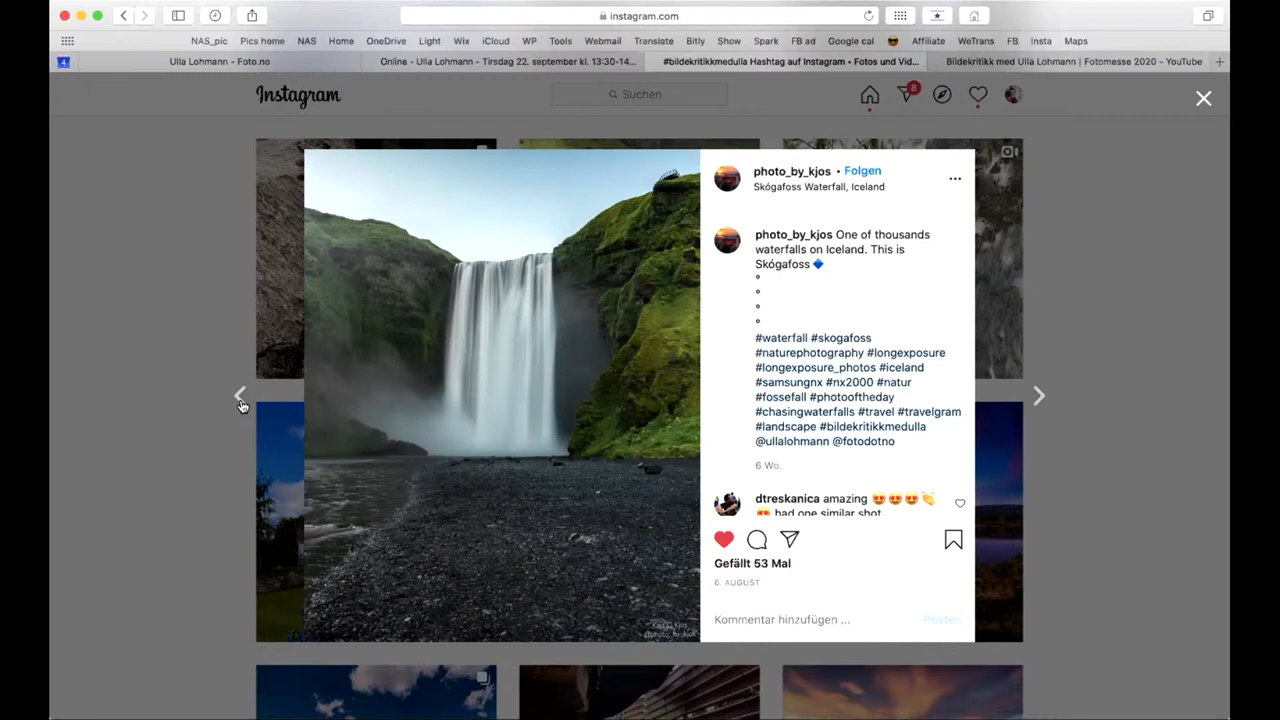 instagram.com
NAS_pic Pics home NAS Home OneDrive Light Wix iCloud WP Tools Webmail Translate Bitly Show Spark FB ad Google cal 😎 Affiliate WeTrans FB Insta Maps
4 Ulla Lohmann - Foto.no Online - Ulla Lohmann - Tirsdag 22. september kl. 13:30-14... #bildekritikkmedulla Hashtag auf Instagram • Fotos und Vid... Bildekritikk med Ulla Lohmann | Fotomesse 2020 - YouTube
Instagram Suchen 8
photo_by_kjos • Folgen
Skógafoss Waterfall, Iceland
photo_by_kjos One of thousands
waterfalls on Iceland. This is
Skógafoss 🔷
°
°
°
°
#waterfall #skogafoss
#naturephotography #longexposure
#longexposure_photos #iceland
#samsungnx #nx2000 #natur
#fossefall #photooftheday
#chasingwaterfalls #travel #travelgram
#landscape #bildekritikkmedulla
@ullalohmann @fotodotno
6 Wo.
dtreskanica amazing 😍😍😍👏
😍 had one similar shot
Gefällt 53 Mal
6. AUGUST
Kommentar hinzufügen ... Posten
@photo_by_kjos